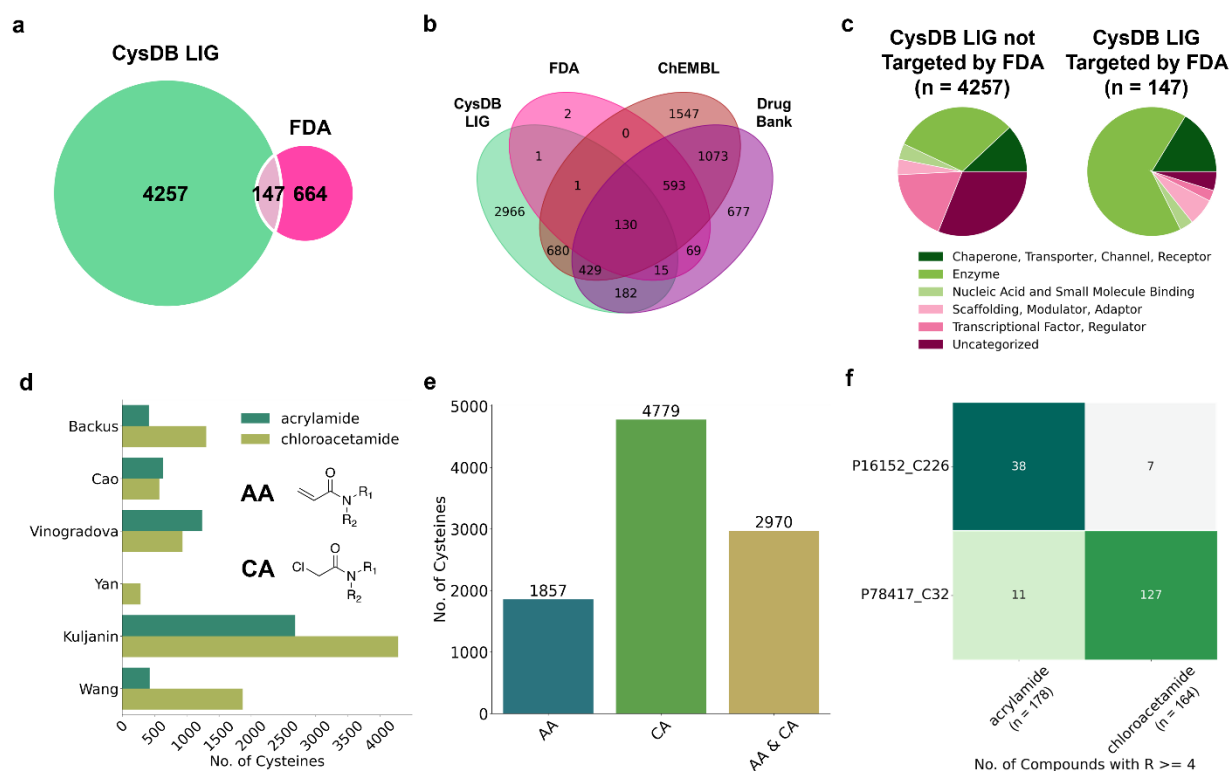 a
CysDB LIG
FDA
4257
147
664
b
FDA
ChEMBL
CysDB
LIG
Drug
Bank
2
1547
1
0
1073
1
593
2966
677
130
680
69
429
15
182
c
CysDB LIG not
Targeted by FDA
(n = 4257)
CysDB LIG
Targeted by FDA
(n = 147)
Chaperone, Transporter, Channel, Receptor
Enzyme
Nucleic Acid and Small Molecule Binding
Scaffolding, Modulator, Adaptor
Transcriptional Factor, Regulator
Uncategorized
d
Backus
Cao
Vinogradova
Yan
Kuljanin
Wang
acrylamide
chloroacetamide
AA
O
N
R1
R2
CA
Cl
O
N
R1
R2
0
500
1000
1500
2000
2500
3000
3500
4000
No. of Cysteines
e
No. of Cysteines
5000
4000
3000
2000
1000
0
1857
4779
2970
AA
CA
AA & CA
f
P16152_C226
38
7
P78417_C32
11
127
acrylamide
(n = 178)
chloroacetamide
(n = 164)
No. of Compounds with R >= 4